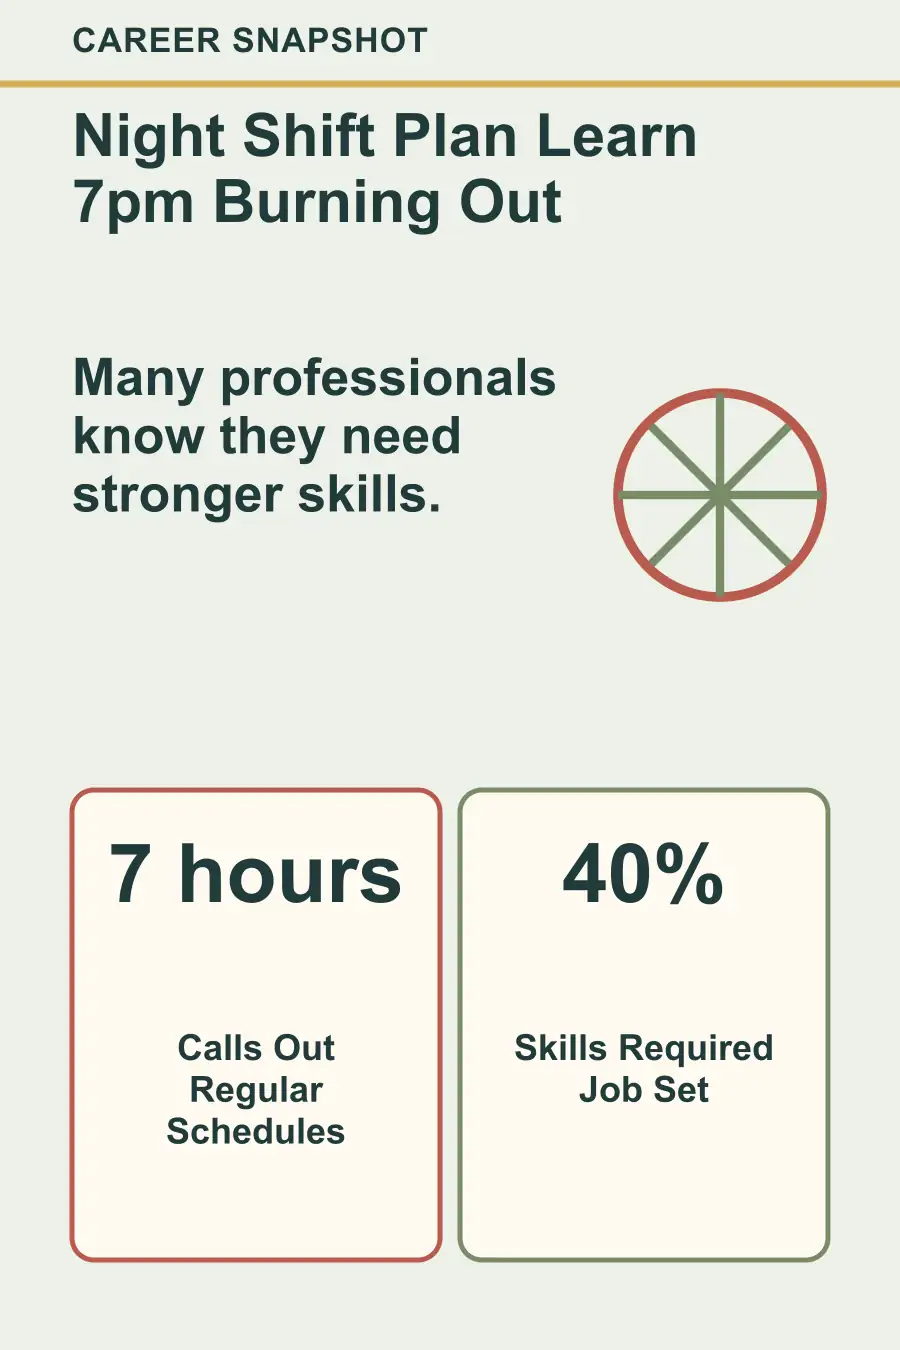 CAREER SNAPSHOT
Night Shift Plan Learn
7pm Burning Out
Many professionals
know they need
stronger skills.
7 hours
Calls Out
Regular
Schedules
40%
Skills Required
Job Set